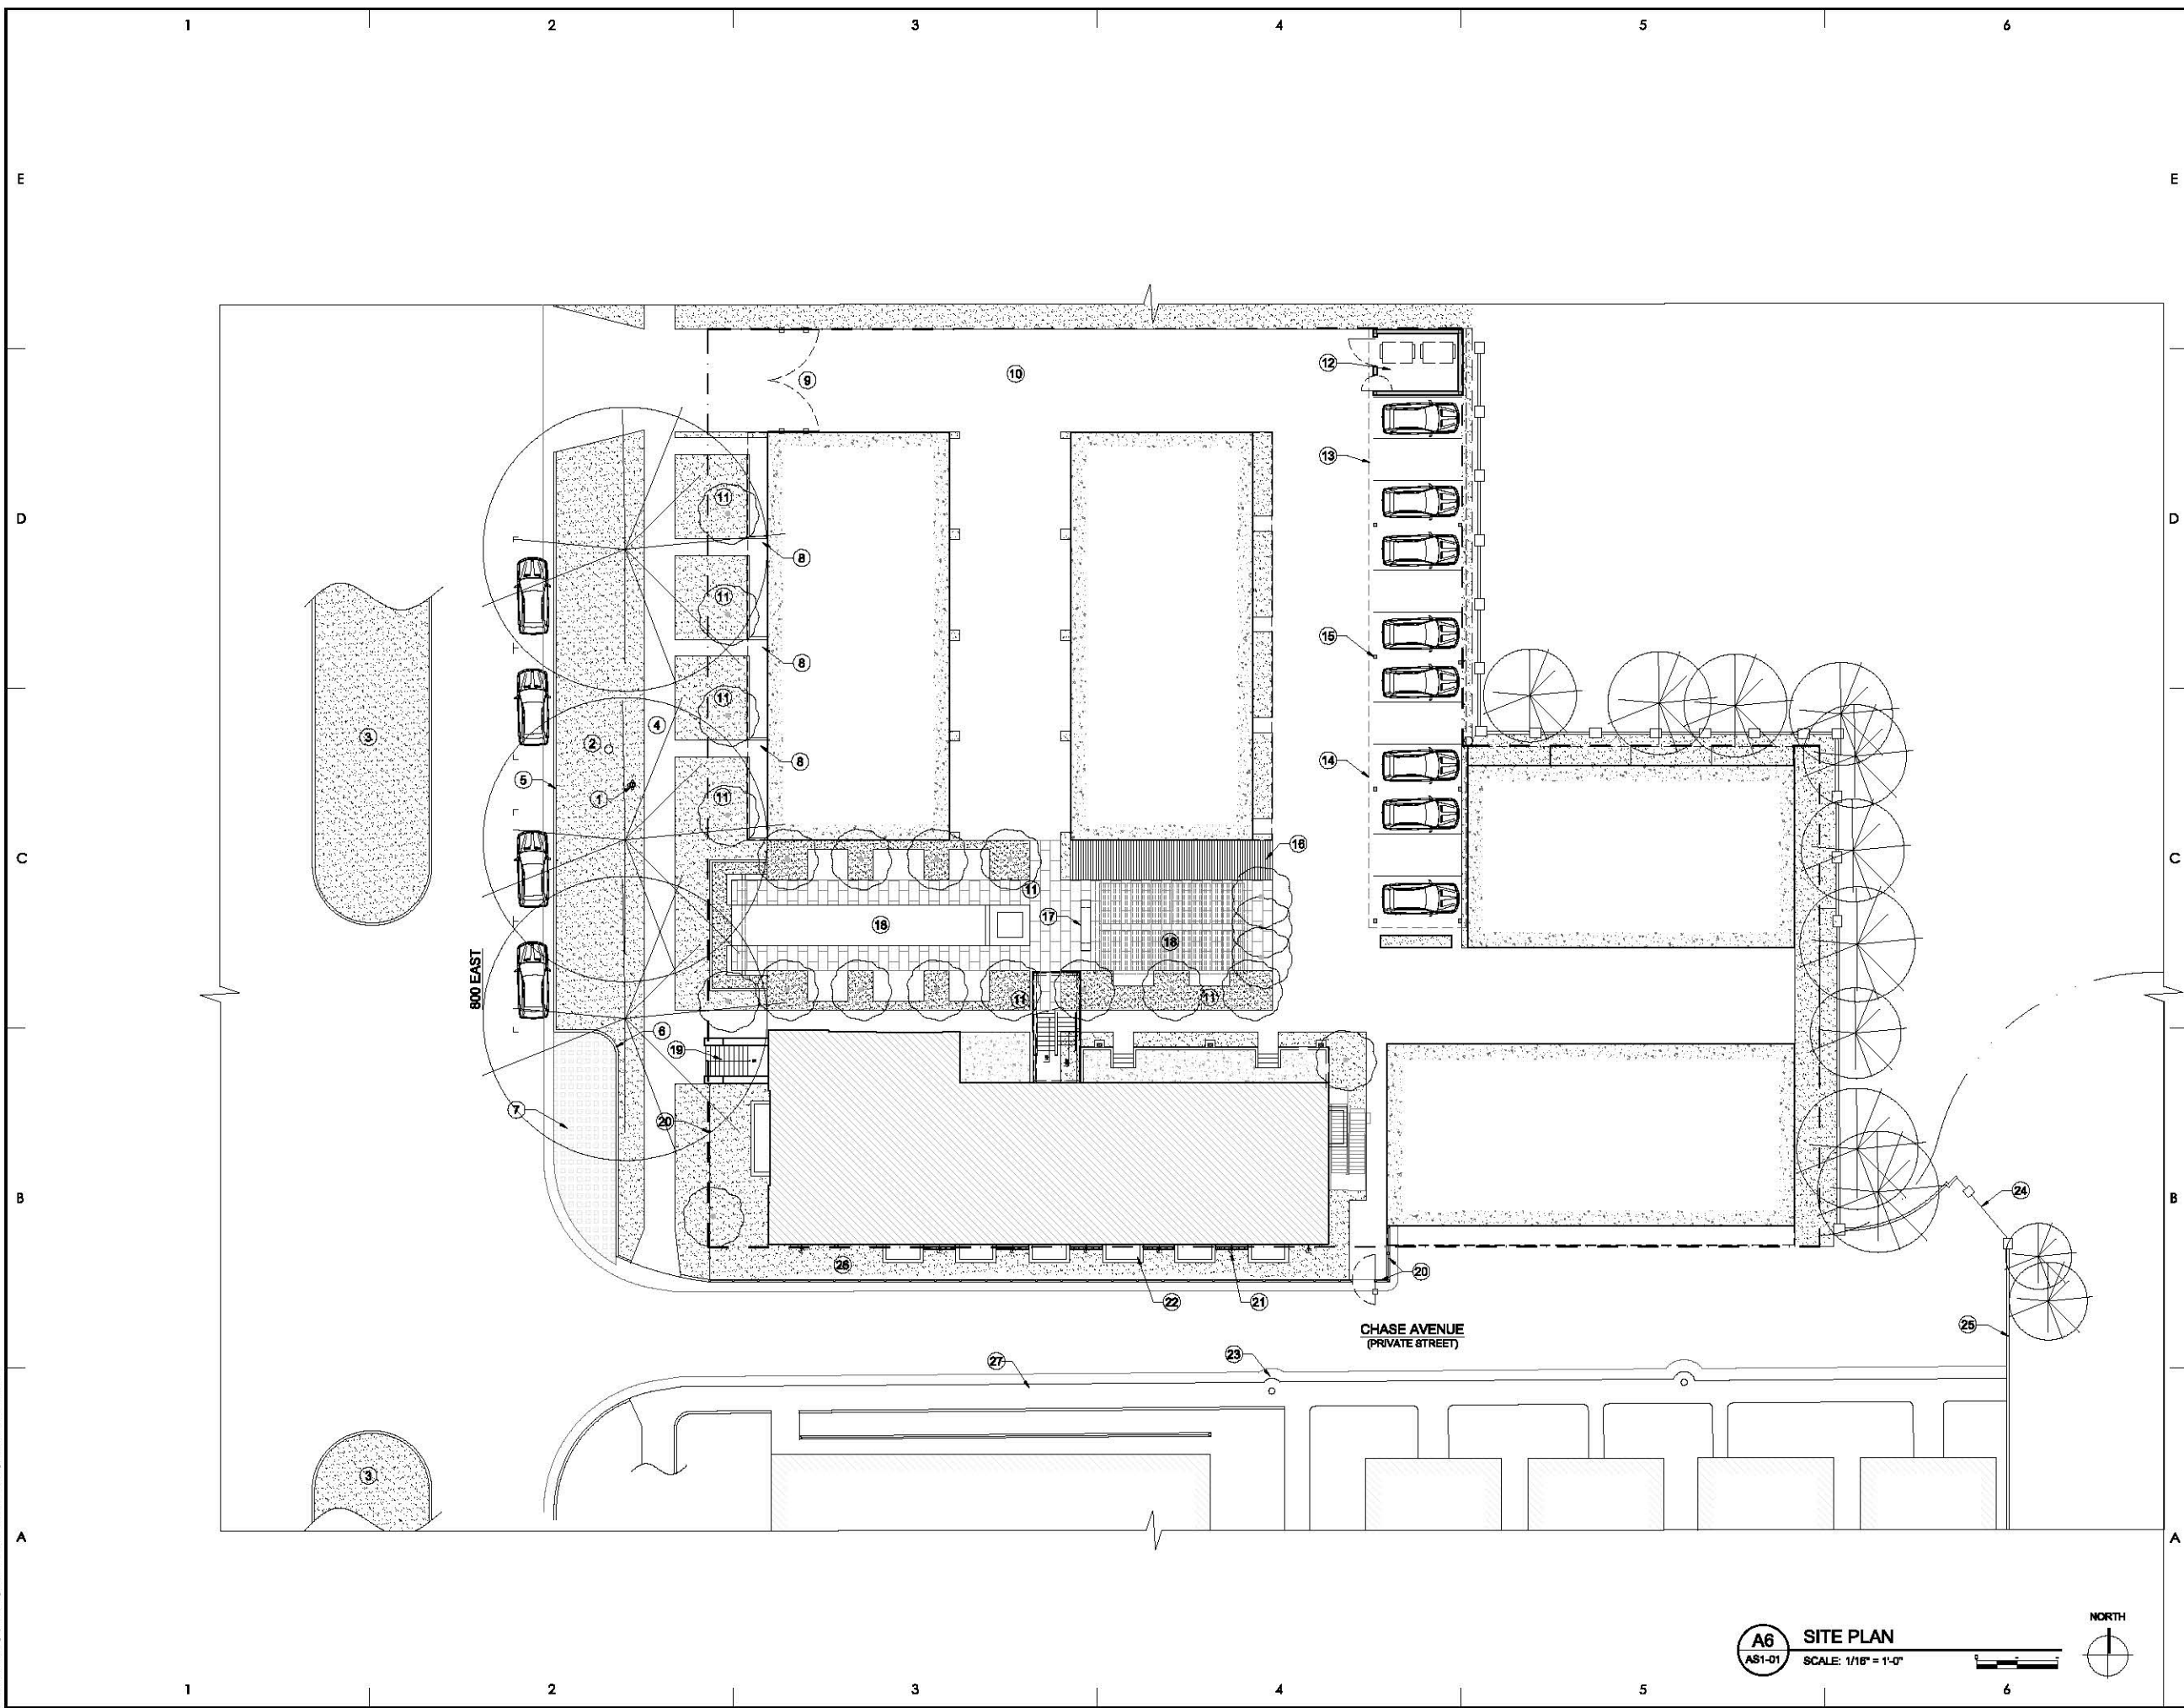 1 2 3 4 5 6
E E
12
9 10
13
11
D D
8
11
15
8
11
4
3 2
8 14
5
1 11
16
C C
11
17
18
18
800 EAST
11 11
6
19
7
20
24
B B
26
20
22 21
25
CHASE AVENUE
(PRIVATE STREET)
23
27
3
A A
NORTH
A6 SITE PLAN
AS1-01 SCALE: 1/16" = 1'-0"
1 2 3 4 5 6